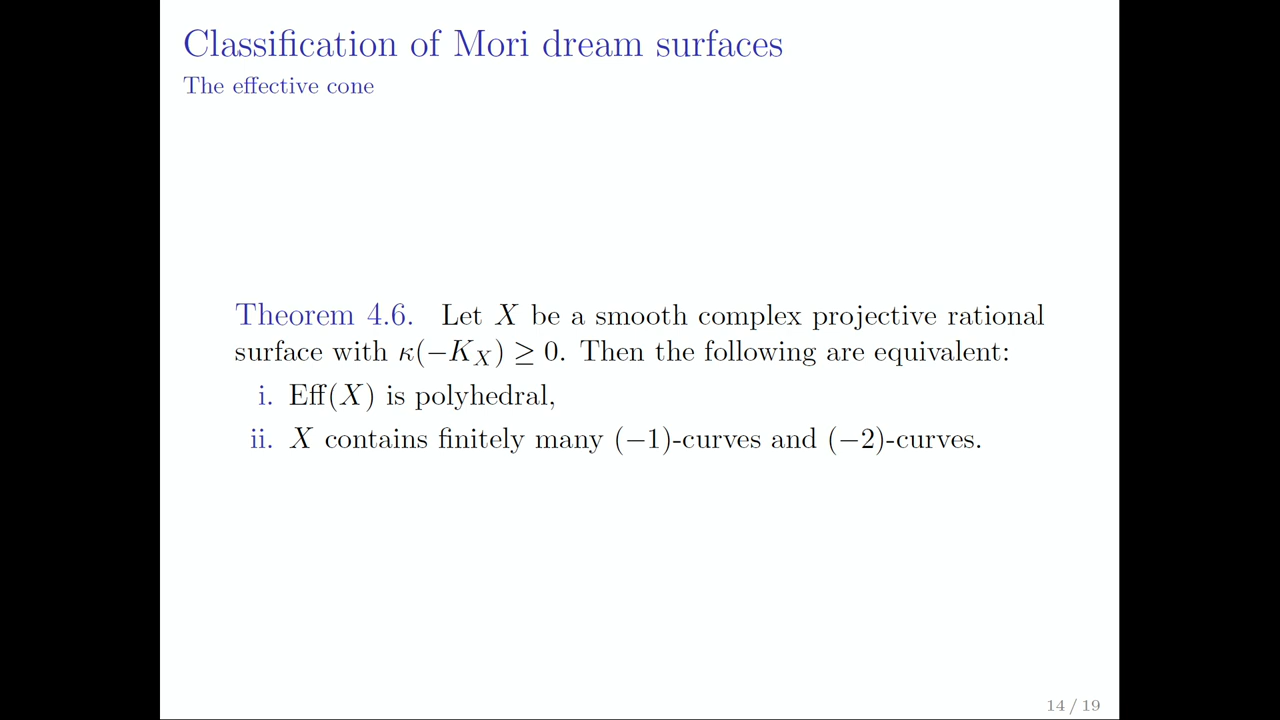 Classification of Mori dream surfaces
The effective cone
Theorem 4.6. Let X be a smooth complex projective rational
surface with κ(−K_X) ≥ 0. Then the following are equivalent:
i. Eff(X) is polyhedral,
ii. X contains finitely many (−1)-curves and (−2)-curves.
14 / 19